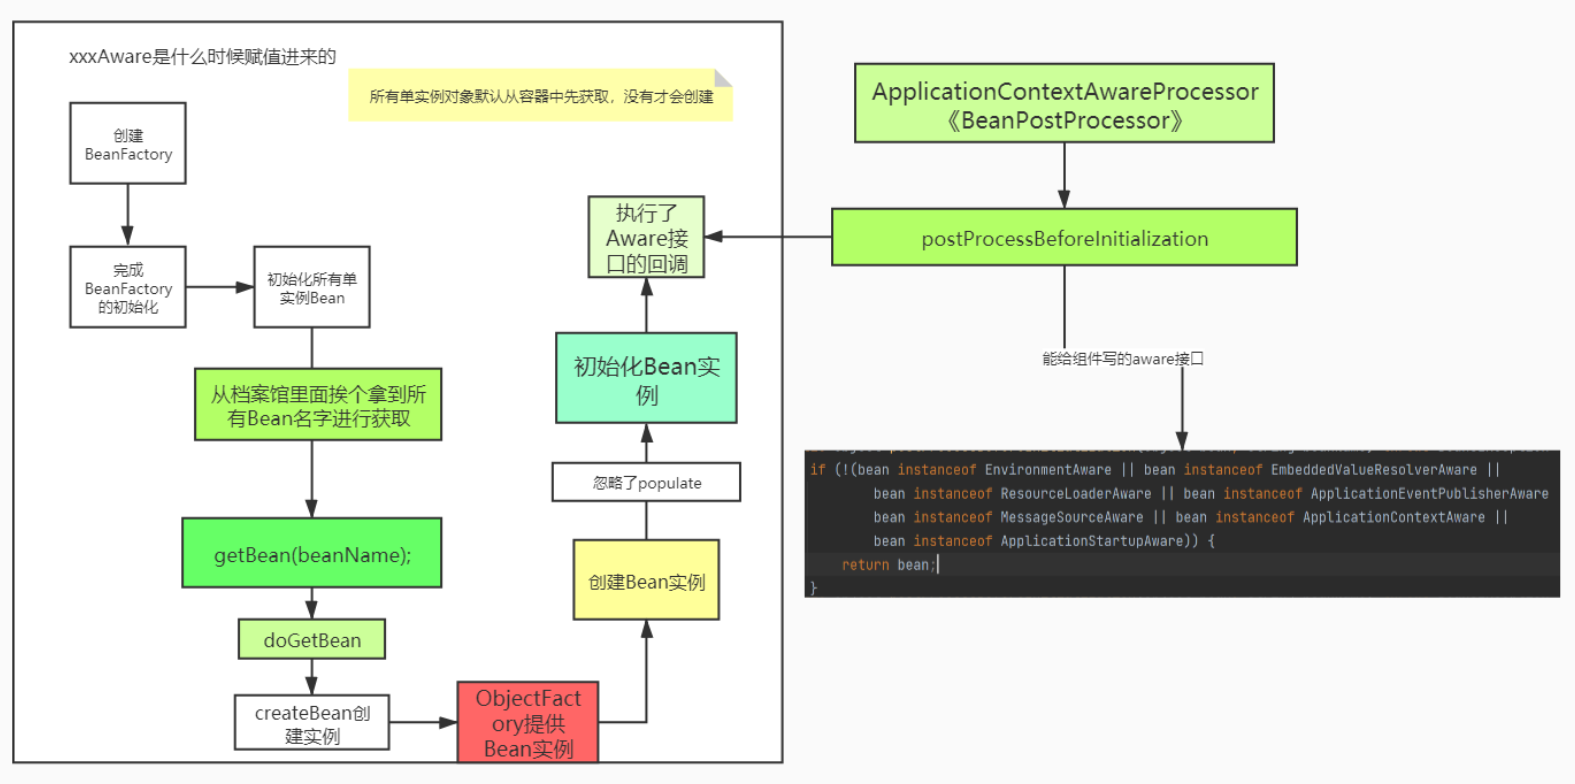 xxxAware是什么时候赋值进来的
所有单实例对象默认从容器中先获取，没有才会创建
创建
BeanFactory
完成
BeanFactory
的初始化
初始化所有单
实例Bean
从档案馆里面挨个拿到所
有Bean名字进行获取
getBean(beanName);
doGetBean
createBean创
建实例
ObjectFact
ory提供
Bean实例
创建Bean实例
忽略了populate
初始化Bean实
例
执行了
Aware接
口的回调
ApplicationContextAwareProcessor
《BeanPostProcessor》
postProcessBeforeInitialization
能给组件写的aware接口
if (!(bean instanceof EnvironmentAware || bean instanceof EmbeddedValueResolverAware ||
bean instanceof ResourceLoaderAware || bean instanceof ApplicationEventPublisherAware
bean instanceof MessageSourceAware || bean instanceof ApplicationContextAware ||
bean instanceof ApplicationStartupAware)) {
return bean;
}